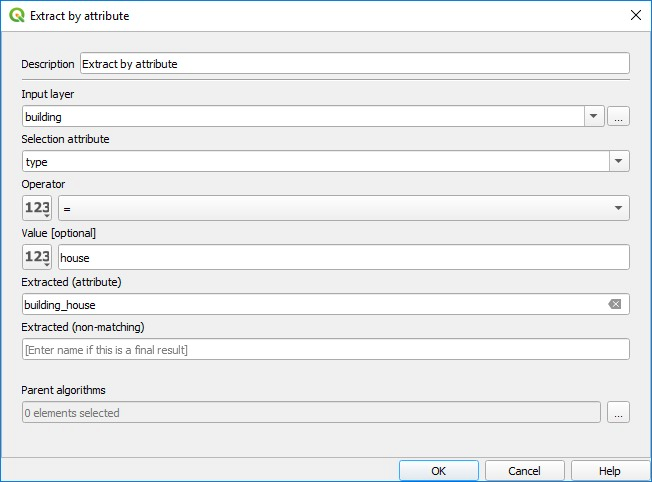 Extract by attribute
Description Extract by attribute
Input layer
building
...
Selection attribute
type
Operator
123 =
Value [optional]
123 house
Extracted (attribute)
building_house
Extracted (non-matching)
[Enter name if this is a final result]
Parent algorithms
0 elements selected
...
OK Cancel Help